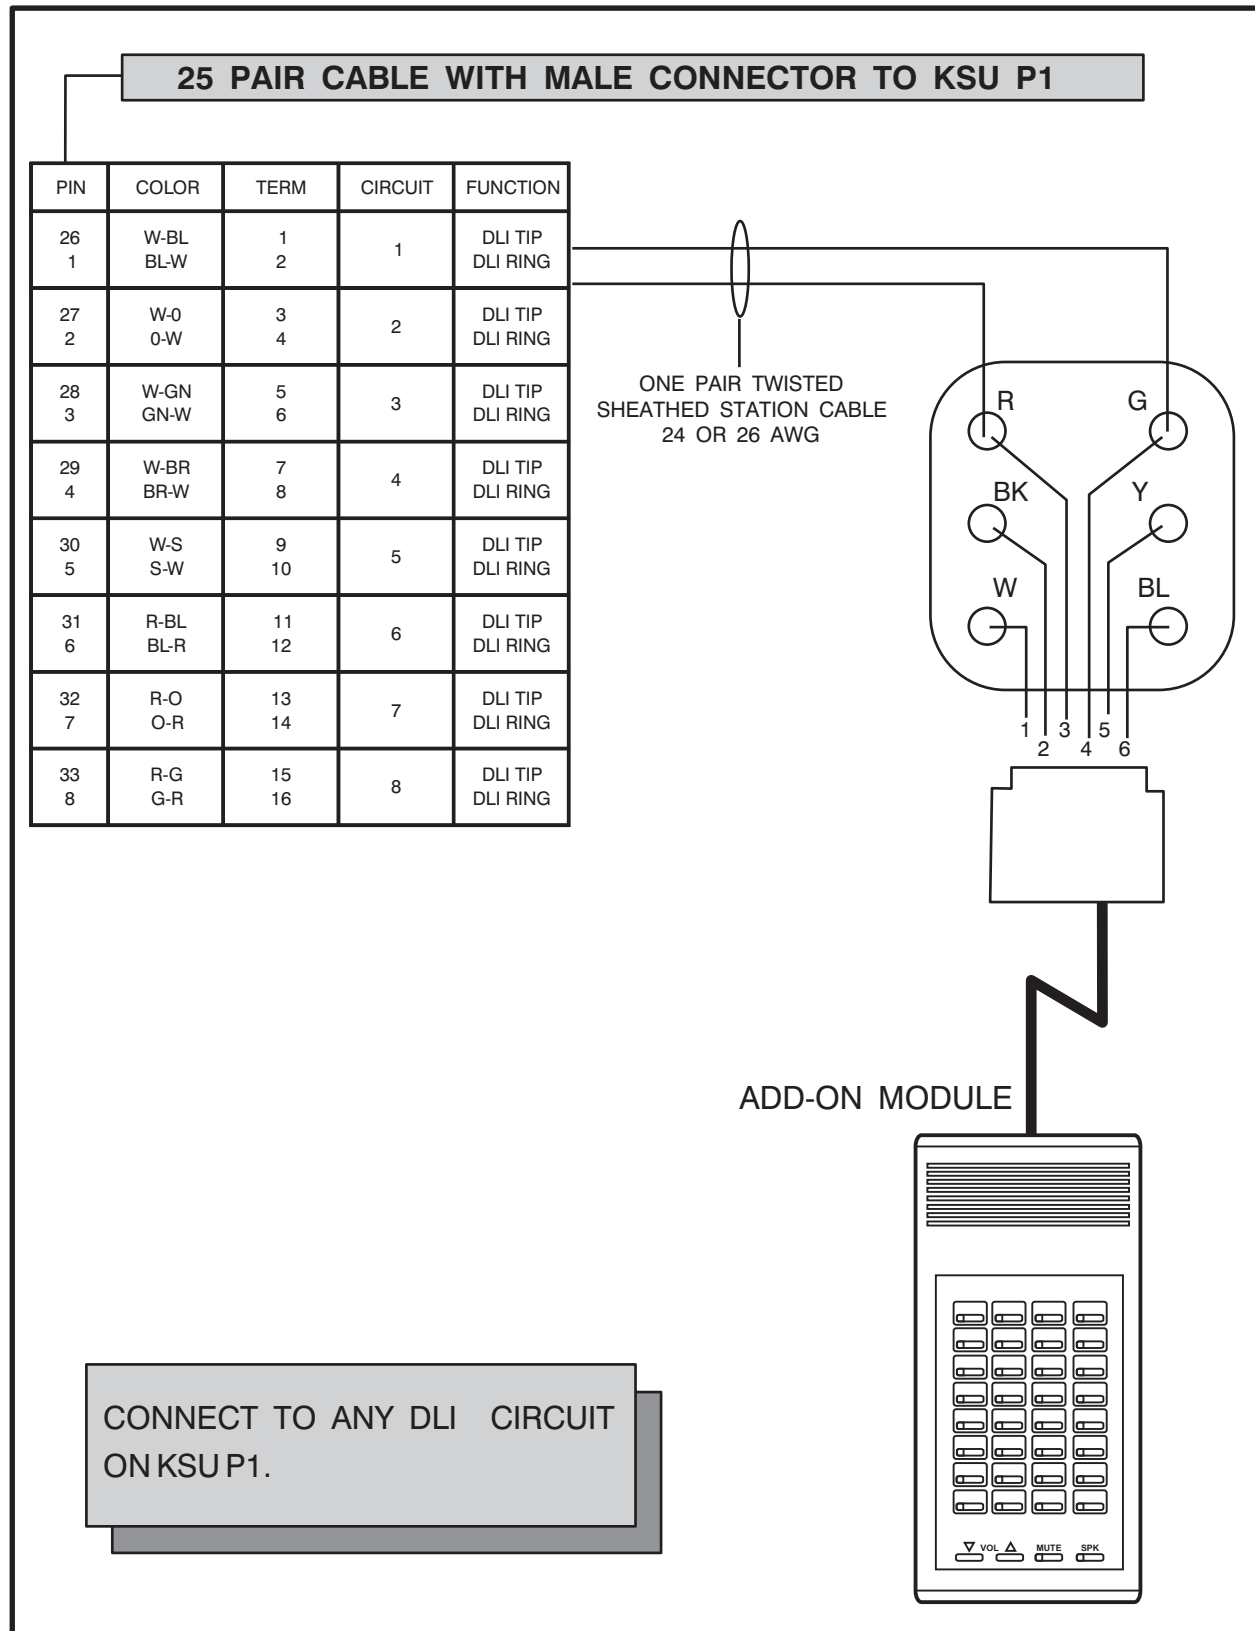 25 PAIR CABLE WITH MALE CONNECTOR TO KSU P1
PIN COLOR TERM CIRCUIT FUNCTION
26 W-BL 1 1 DLI TIP
1 BL-W 2 DLI RING
27 W-0 3 2 DLI TIP
2 0-W 4 DLI RING
28 W-GN 5 3 DLI TIP
3 GN-W 6 DLI RING
29 W-BR 7 4 DLI TIP
4 BR-W 8 DLI RING
30 W-S 9 5 DLI TIP
5 S-W 10 DLI RING
31 R-BL 11 6 DLI TIP
6 BL-R 12 DLI RING
32 R-O 13 7 DLI TIP
7 O-R 14 DLI RING
33 R-G 15 8 DLI TIP
8 G-R 16 DLI RING
ONE PAIR TWISTED
SHEATHED STATION CABLE
24 OR 26 AWG
R G
BK Y
W BL
1 2 3 4 5 6
ADD-ON MODULE
VOL MUTE SPK
CONNECT TO ANY DLI CIRCUIT
ON KSU P1.